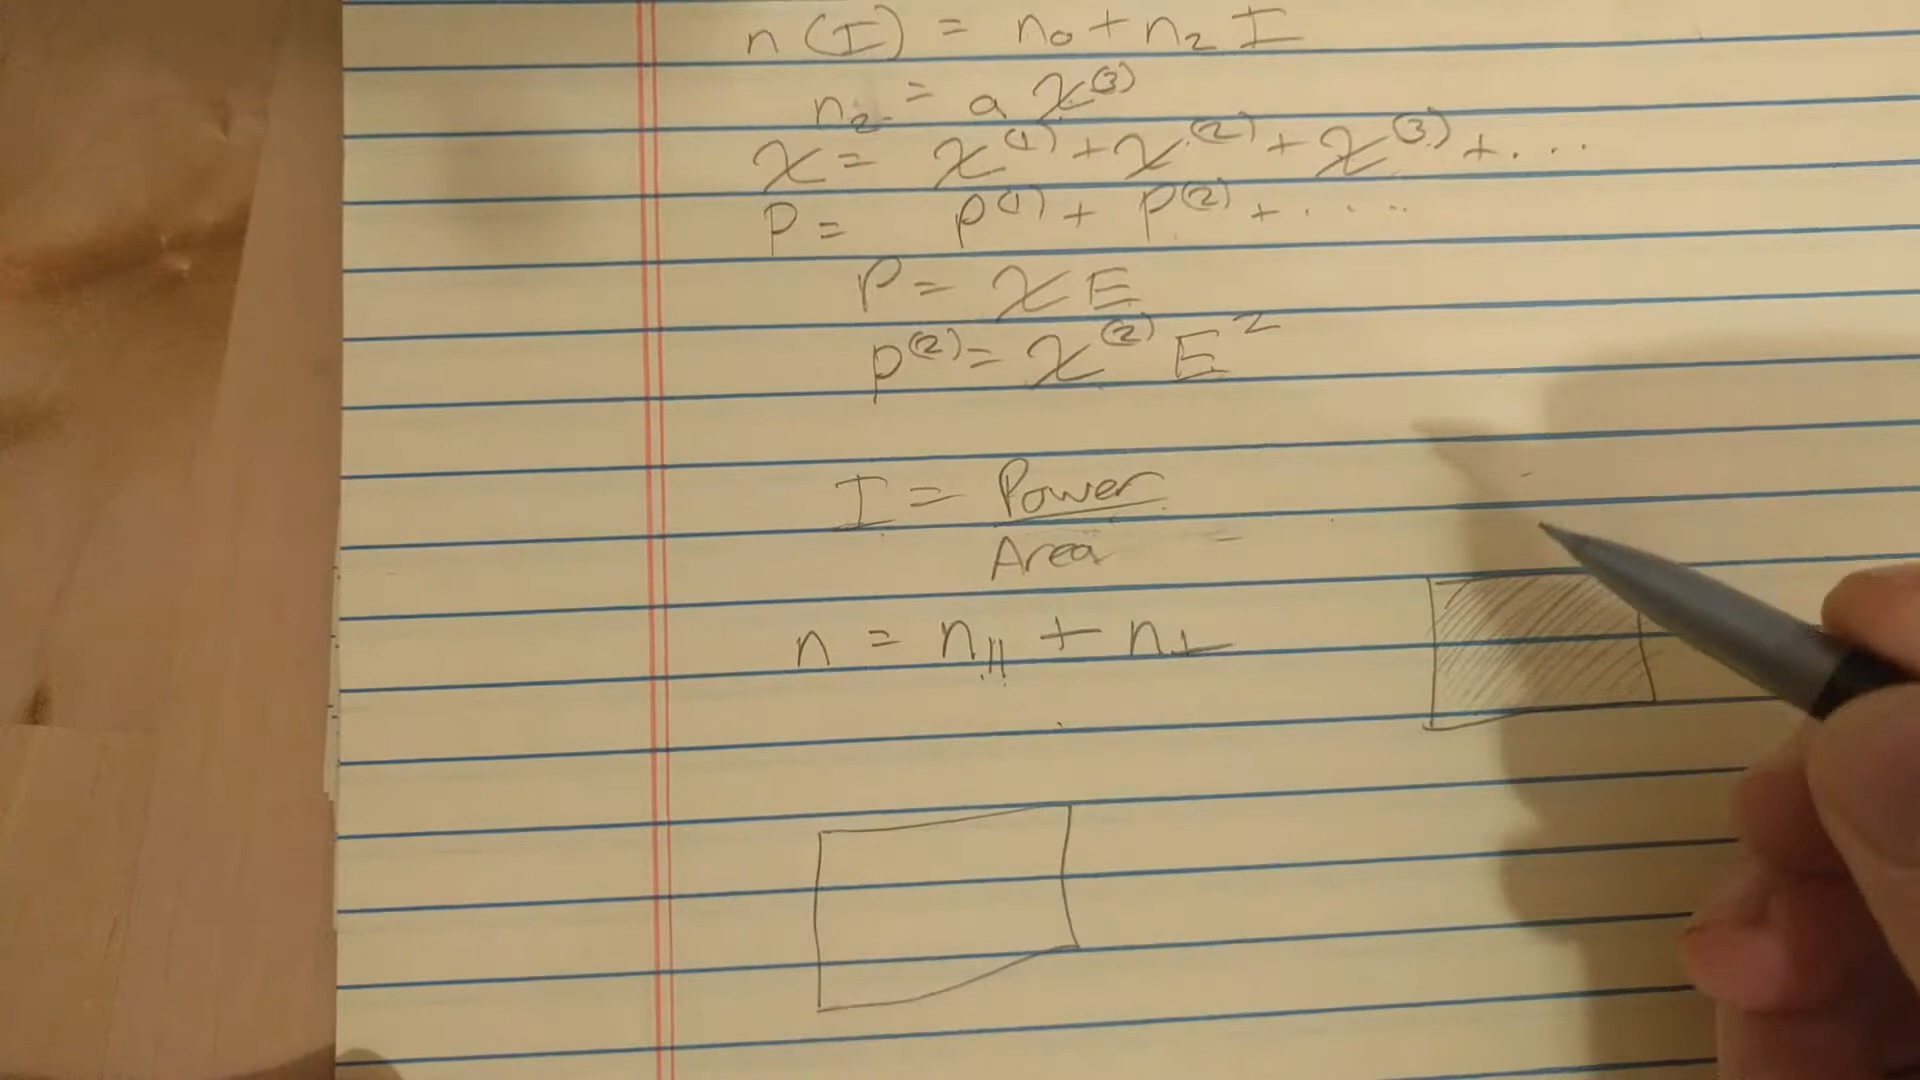 n(I) = n₀ + n₂ I
n₂ = a χ⁽³⁾
χ = χ⁽¹⁾ + χ⁽²⁾ + χ⁽³⁾ + . . .
P = P⁽¹⁾ + P⁽²⁾ + . . . .
P = χ E
P⁽²⁾ = χ⁽²⁾ E²
I = Power
Area
n = n∥ + n⊥